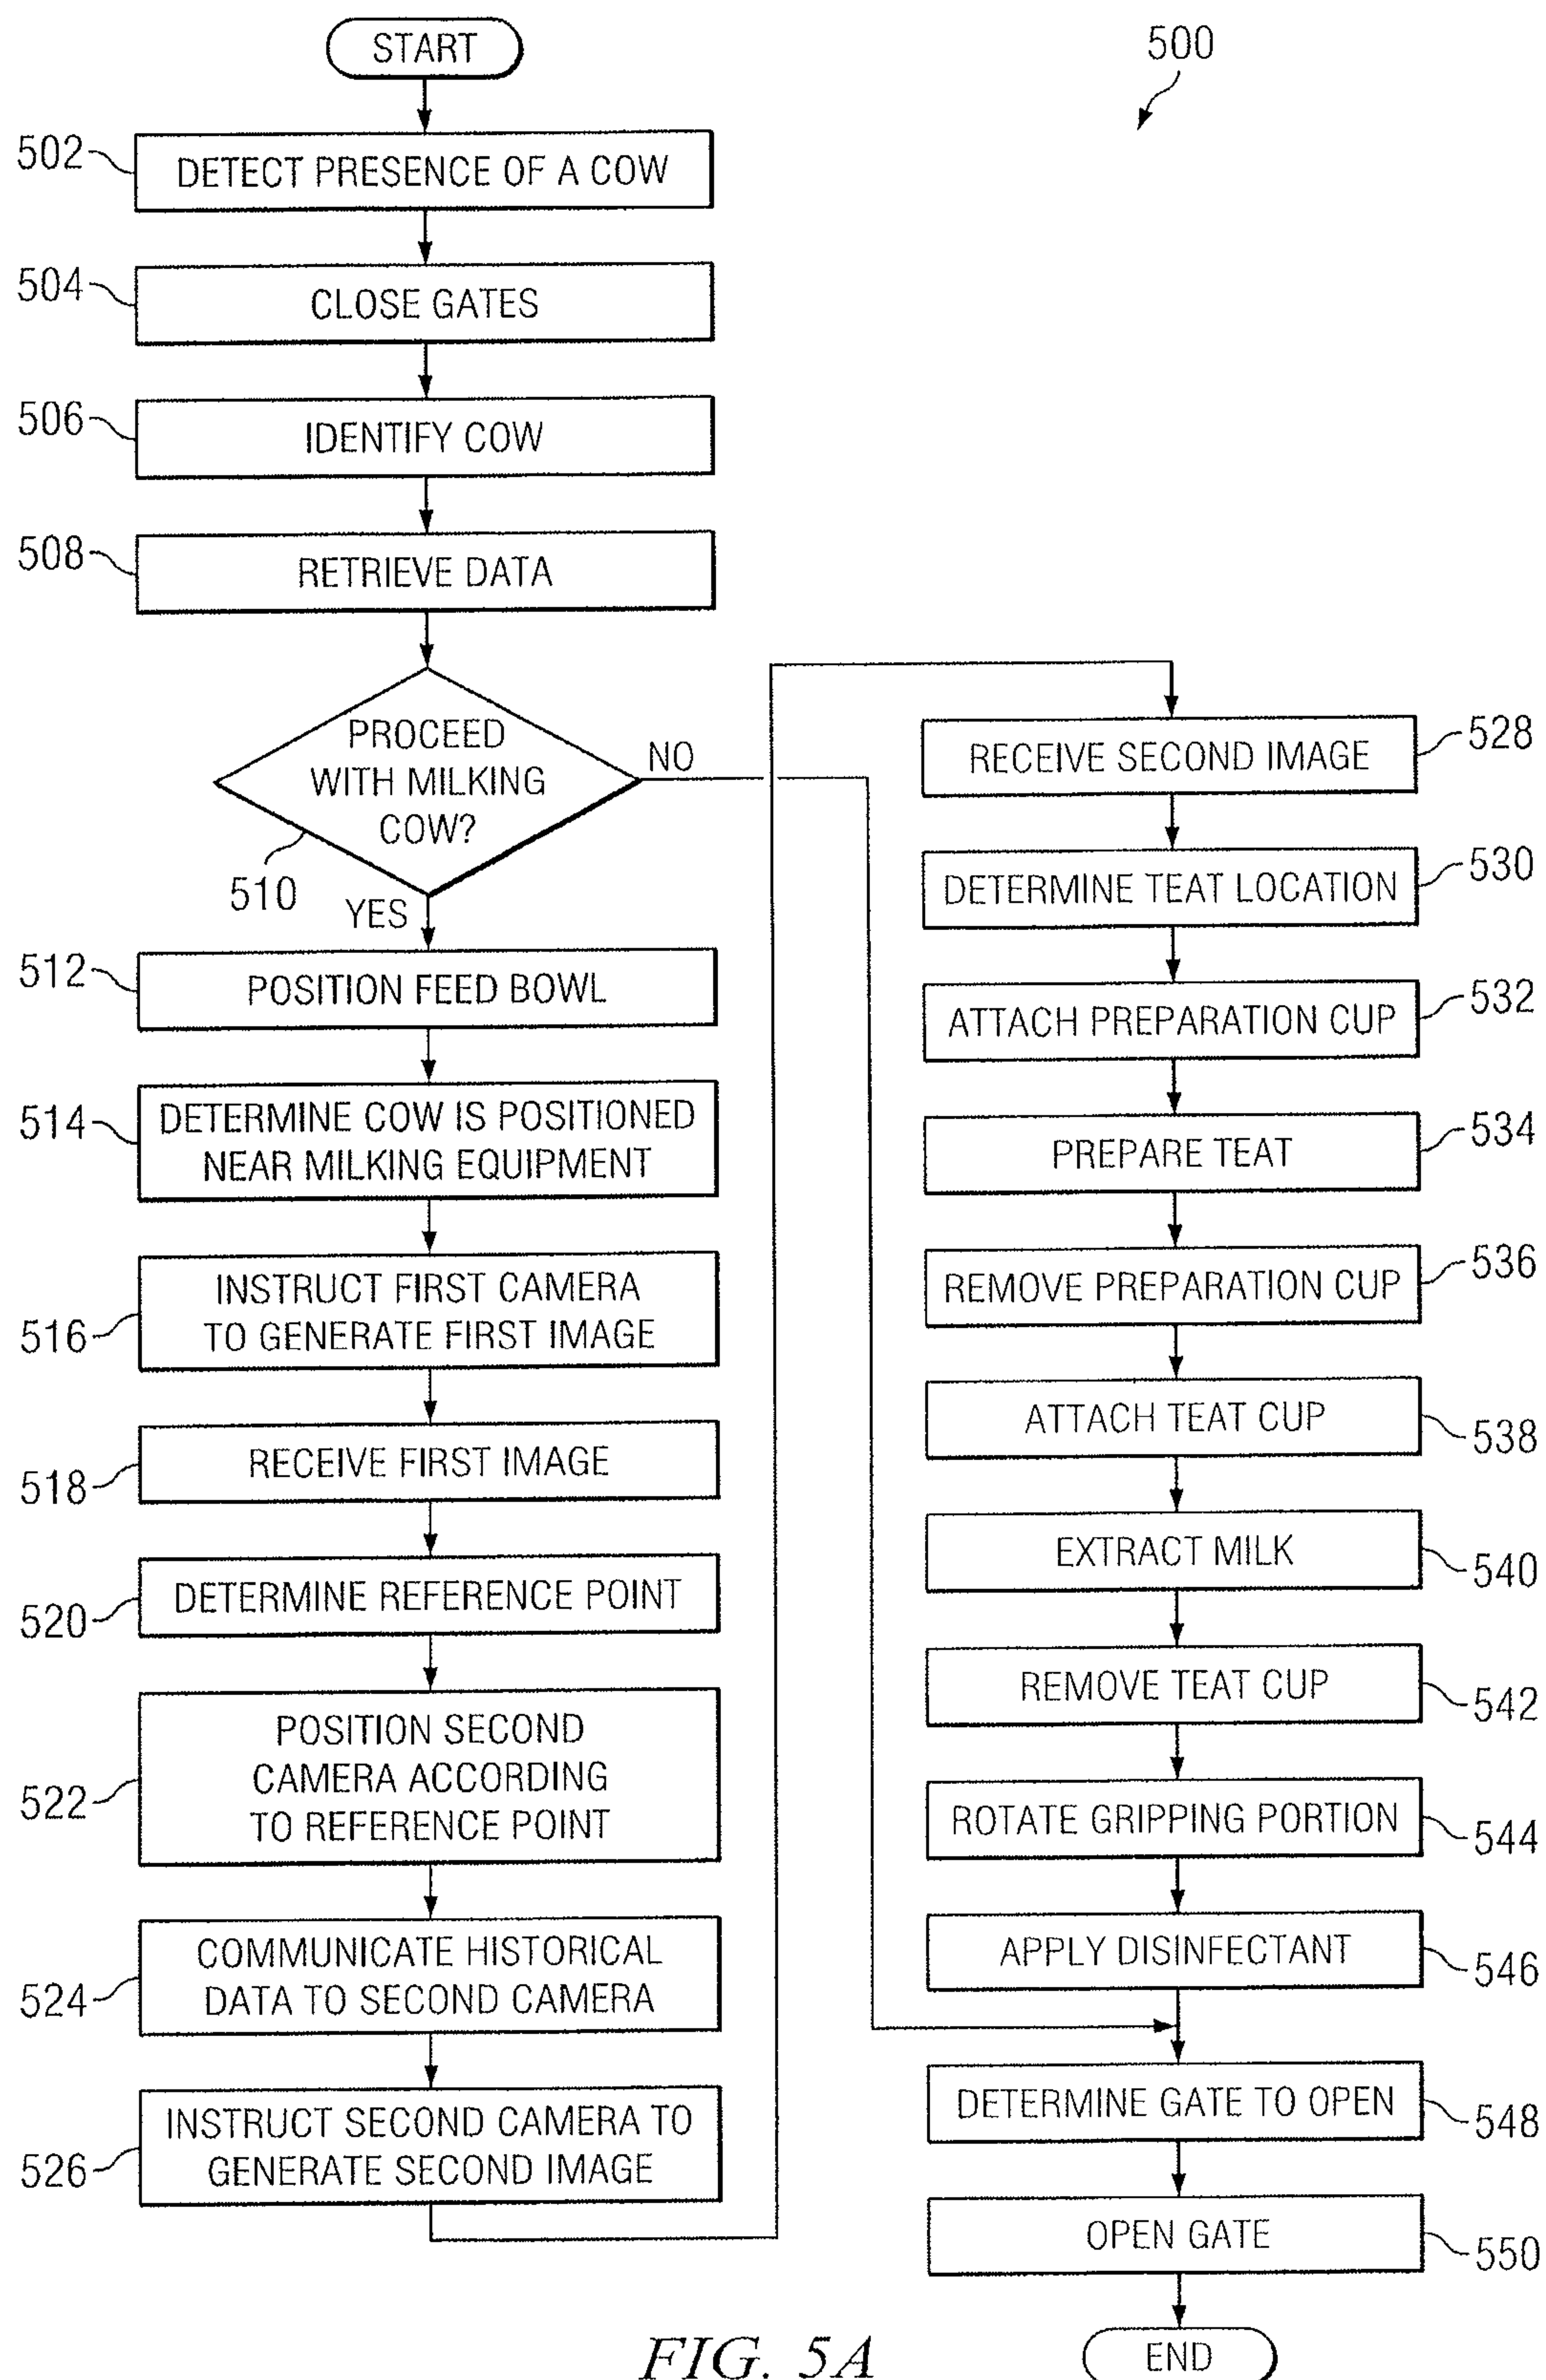 START
500
502
DETECT PRESENCE OF A COW
504
CLOSE GATES
506
IDENTIFY COW
508
RETRIEVE DATA
PROCEED
WITH MILKING
COW?
NO
510
YES
512
POSITION FEED BOWL
514
DETERMINE COW IS POSITIONED
NEAR MILKING EQUIPMENT
516
INSTRUCT FIRST CAMERA
TO GENERATE FIRST IMAGE
518
RECEIVE FIRST IMAGE
520
DETERMINE REFERENCE POINT
522
POSITION SECOND
CAMERA ACCORDING
TO REFERENCE POINT
524
COMMUNICATE HISTORICAL
DATA TO SECOND CAMERA
526
INSTRUCT SECOND CAMERA TO
GENERATE SECOND IMAGE
RECEIVE SECOND IMAGE
528
DETERMINE TEAT LOCATION
530
ATTACH PREPARATION CUP
532
PREPARE TEAT
534
REMOVE PREPARATION CUP
536
ATTACH TEAT CUP
538
EXTRACT MILK
540
REMOVE TEAT CUP
542
ROTATE GRIPPING PORTION
544
APPLY DISINFECTANT
546
DETERMINE GATE TO OPEN
548
OPEN GATE
550
END
FIG. 5A